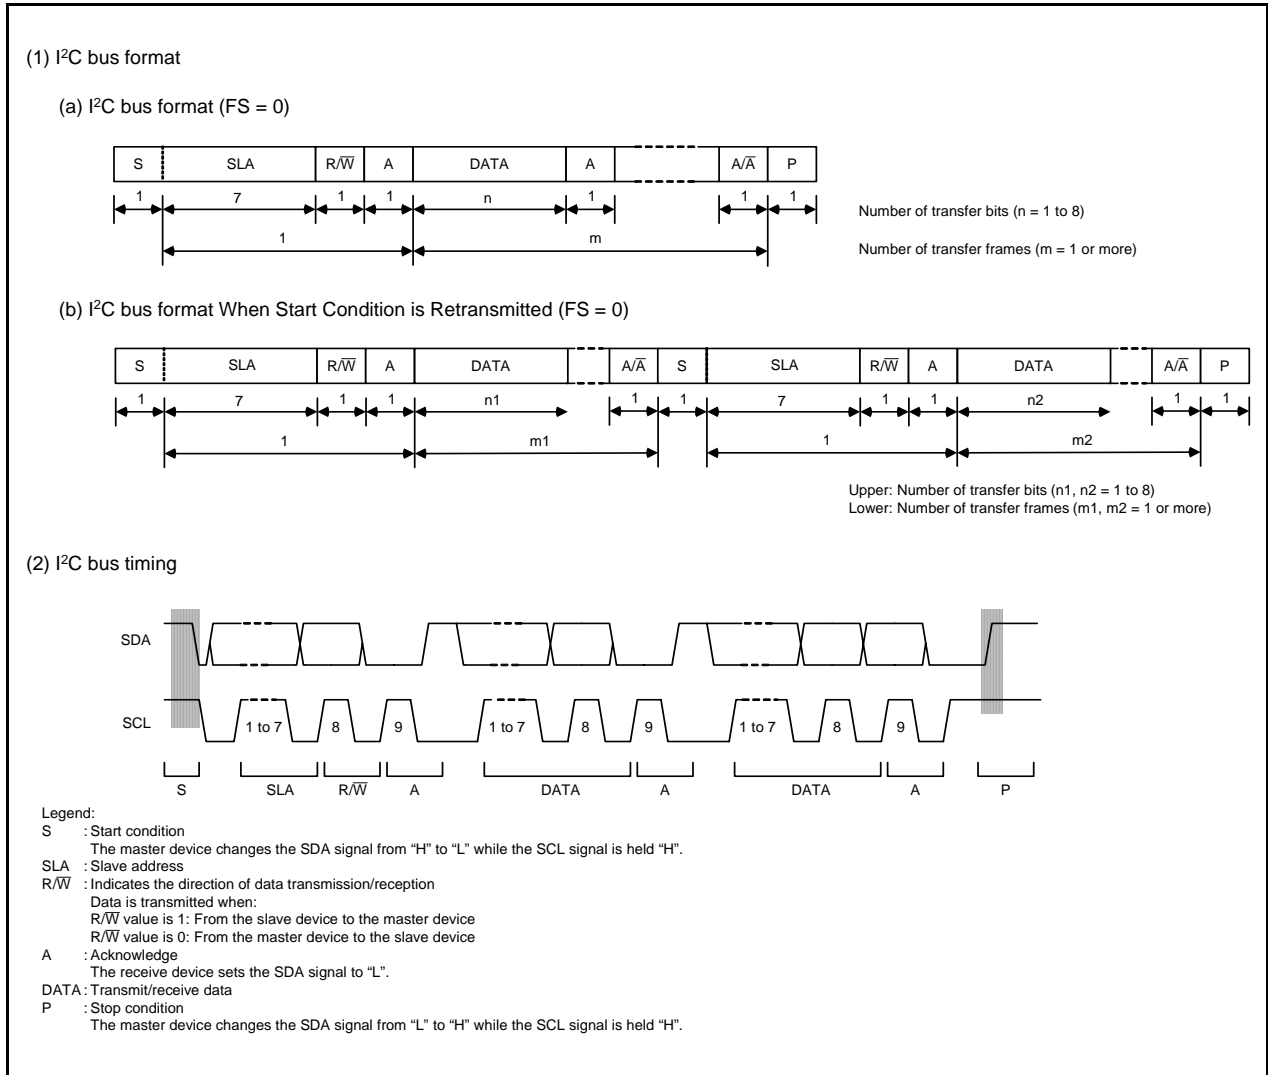 (1) I²C bus format
(a) I²C bus format (FS = 0)
S SLA R/W̅ A DATA A A/A̅ P
1 7 1 1 n 1 1 1
Number of transfer bits (n = 1 to 8)
1 m
Number of transfer frames (m = 1 or more)
(b) I²C bus format When Start Condition is Retransmitted (FS = 0)
S SLA R/W̅ A DATA A/A̅ S SLA R/W̅ A DATA A/A̅ P
1 7 1 1 n1 1 1 7 1 1 n2 1 1
1 m1 1 m2
Upper: Number of transfer bits (n1, n2 = 1 to 8)
Lower: Number of transfer frames (m1, m2 = 1 or more)
(2) I²C bus timing
SDA
SCL 1 to 7 8 9 1 to 7 8 9 1 to 7 8 9
S SLA R/W̅ A DATA A DATA A P
Legend:
S : Start condition
The master device changes the SDA signal from “H” to “L” while the SCL signal is held “H”.
SLA : Slave address
R/W̅ : Indicates the direction of data transmission/reception
Data is transmitted when:
R/W̅ value is 1: From the slave device to the master device
R/W̅ value is 0: From the master device to the slave device
A : Acknowledge
The receive device sets the SDA signal to “L”.
DATA : Transmit/receive data
P : Stop condition
The master device changes the SDA signal from “L” to “H” while the SCL signal is held “H”.